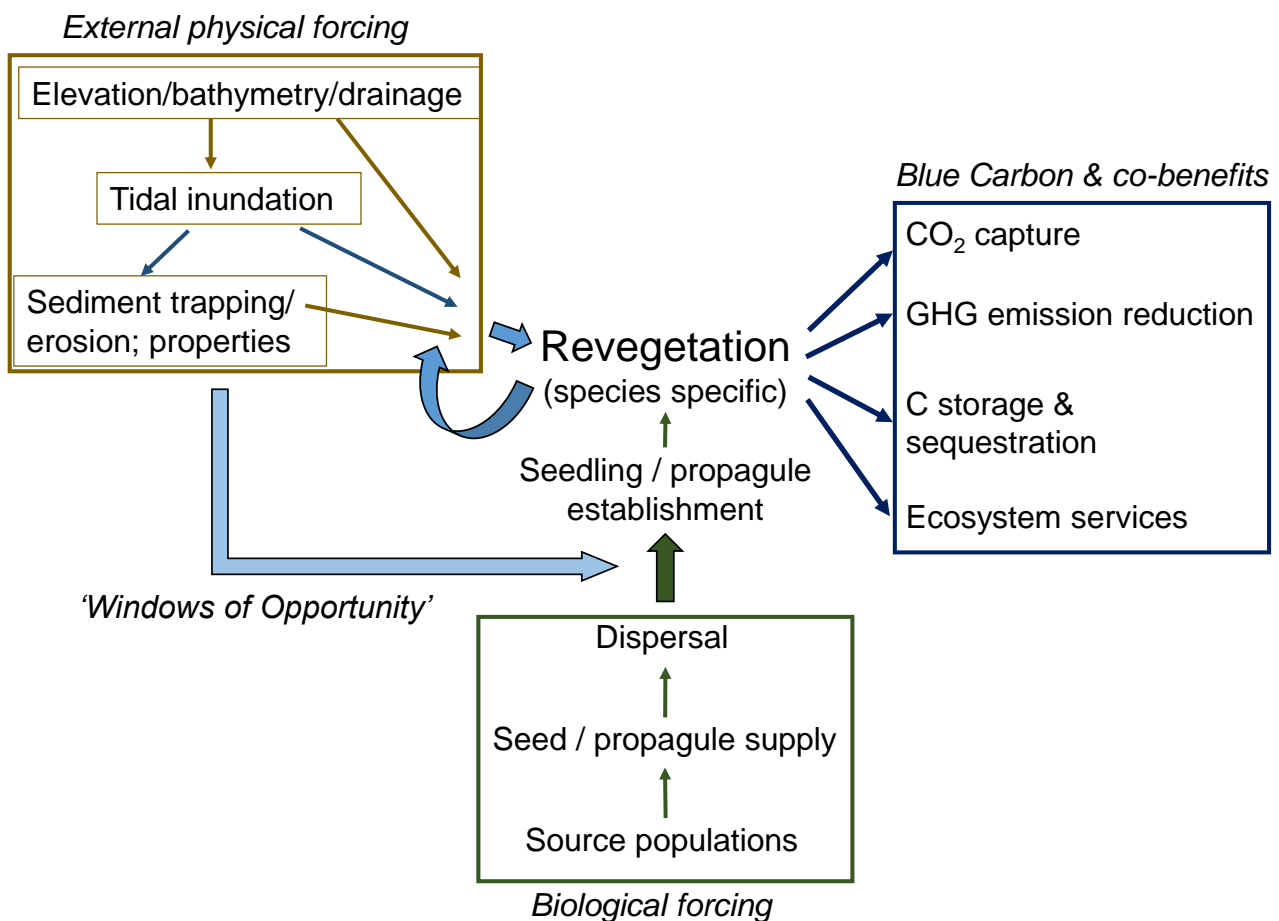 External physical forcing
Elevation/bathymetry/drainage
Tidal inundation
Sediment trapping/
erosion; properties
Revegetation
(species specific)
Seedling / propagule
establishment
‘Windows of Opportunity’
Dispersal
Seed / propagule supply
Source populations
Biological forcing
Blue Carbon & co-benefits
CO₂ capture
GHG emission reduction
C storage &
sequestration
Ecosystem services